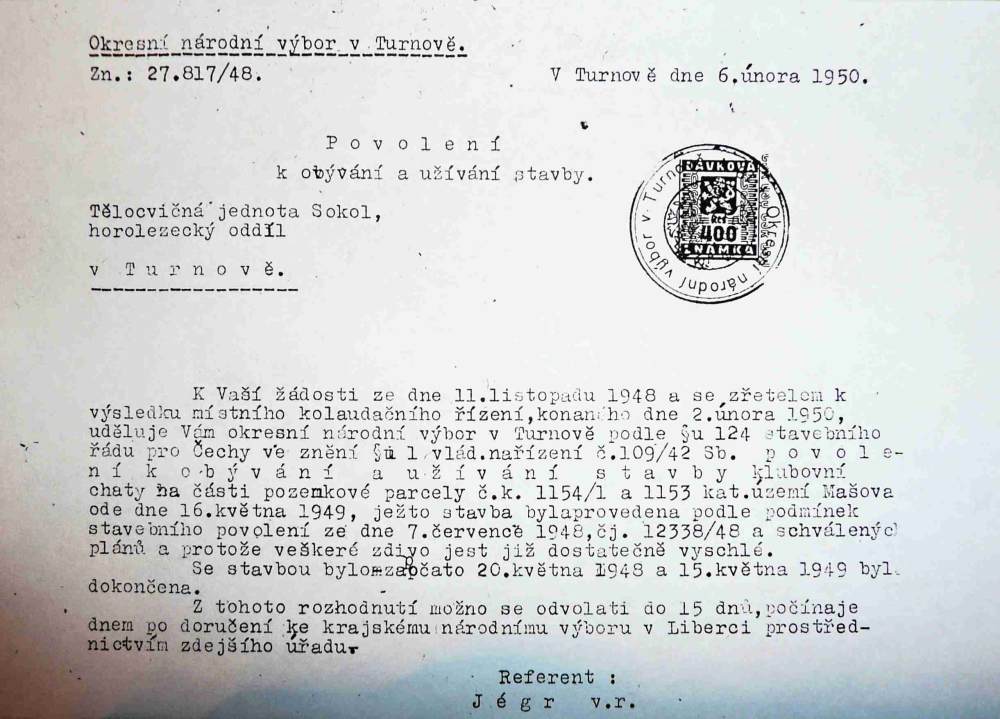 Okresní národní výbor v Turnově.
Zn.: 27.817/48.
V Turnově dne 6.února 1950.
P o v o l e n í
k obývání a užívání stavby.
DÁVKOVÁ
Kčs
400
ZNÁMKA
Okresní národní výbor v Turnově
Tělocvičná jednota Sokol,
horolezecký oddíl
v T u r n o v ě.
K Vaší žádosti ze dne 11.listopadu 1948 a se zřetelem k
výsledku místního kolaudačního řízení,konaného dne 2.února 1950,
uděluje Vám okresní národní výbor v Turnově podle §u 124 stavebního
řádu pro Čechy ve znění §u 1 vlád.nařízení č.109/42 Sb. p o v o l e-
n í k o b ý v á n í a u ž í v á n í s t a v b y klubovní
chaty na části pozemkové parcely č.k. 1154/1 a 1153 kat.území Mašova
ode dne 16.května 1949, ježto stavba bylaprovedena podle podmínek
stavebního povolení ze dne 7.července 1948,čj. 12338/48 a schválených
plánů a protože veškeré zdivo jest již dostatečně vyschlé.
Se stavbou bylo započato 20.května 1948 a 15.května 1949 byl
dokončena.
Z tohoto rozhodnutí možno se odvolati do 15 dnů,počínaje
dnem po doručení ke krajskému národnímu výboru v Liberci prostřed-
nictvím zdejšího úřadu.
Referent :
J é g r v.r.